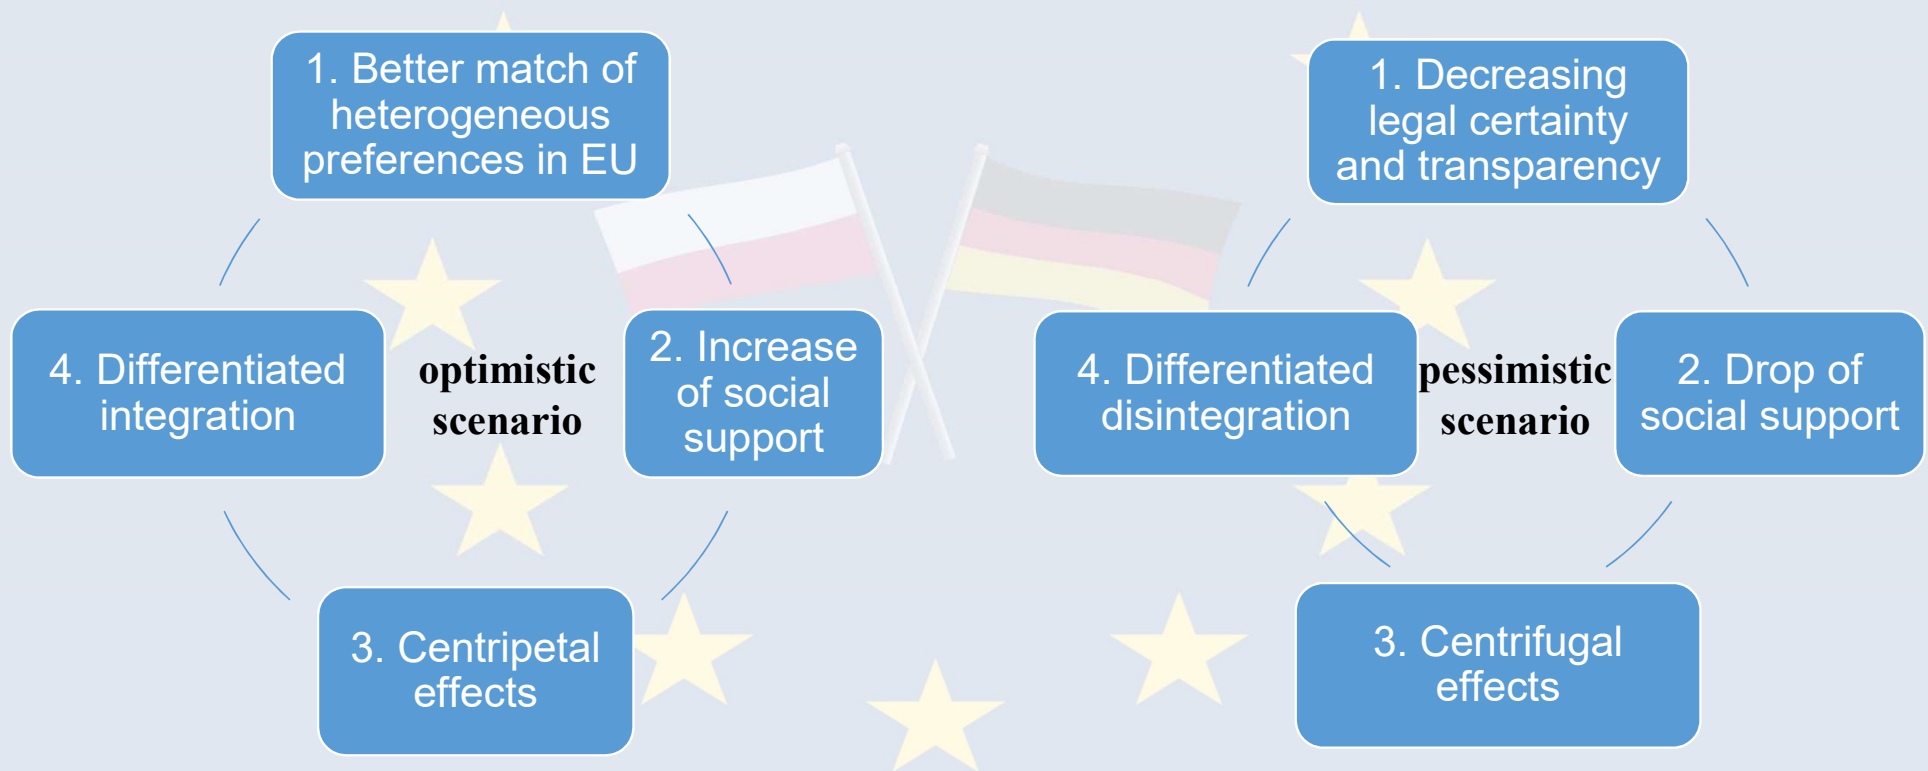 1. Better match of
heterogeneous
preferences in EU
2. Increase
of social
support
3. Centripetal
effects
4. Differentiated
integration
optimistic
scenario
1. Decreasing
legal certainty
and transparency
2. Drop of
social support
3. Centrifugal
effects
4. Differentiated
disintegration
pessimistic
scenario